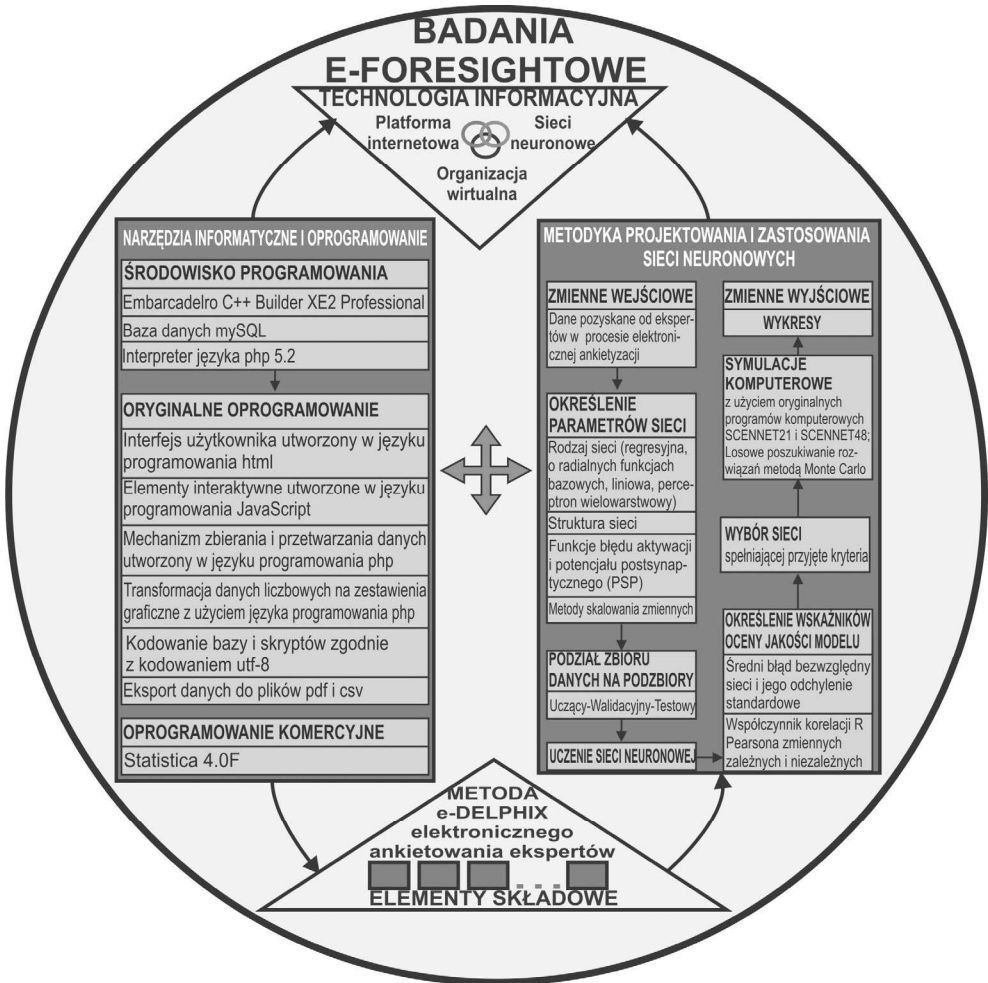 BADANIA
E-FORESIGHTOWE
TECHNOLOGIA INFORMACYJNA
Platforma
internetowa
Sieci
neuronowe
Organizacja
wirtualna
NARZĘDZIA INFORMATYCZNE I OPROGRAMOWANIE
ŚRODOWISKO PROGRAMOWANIA
Embarcadelro C++ Builder XE2 Professional
Baza danych mySQL
Interpreter języka php 5.2
ORYGINALNE OPROGRAMOWANIE
Interfejs użytkownika utworzony w języku
programowania html
Elementy interaktywne utworzone w języku
programowania JavaScript
Mechanizm zbierania i przetwarzania danych
utworzony w języku programowania php
Transformacja danych liczbowych na zestawienia
graficzne z użyciem języka programowania php
Kodowanie bazy i skryptów zgodnie
z kodowaniem utf-8
Eksport danych do plików pdf i csv
OPROGRAMOWANIE KOMERCYJNE
Statistica 4.0F
METODYKA PROJEKTOWANIA I ZASTOSOWANIA
SIECI NEURONOWYCH
ZMIENNE WEJŚCIOWE
Dane pozyskane od eksper-
tów w procesie elektroni-
cznej ankietyzacji
OKREŚLENIE
PARAMETRÓW SIECI
Rodzaj sieci (regresyjna,
o radialnych funkcjach
bazowych, liniowa, perce-
ptron wielowarstwowy)
Struktura sieci
Funkcje błędu aktywacji
i potencjału postsynap-
tycznego (PSP)
Metody skalowania zmiennych
PODZIAŁ ZBIORU
DANYCH NA PODZBIORY
Uczący-Walidacyjny-Testowy
UCZENIE SIECI NEURONOWEJ
ZMIENNE WYJŚCIOWE
WYKRESY
SYMULACJE
KOMPUTEROWE
z użyciem oryginalnych
programów komputerowych
SCENNET21 i SCENNET48;
Losowe poszukiwanie roz-
wiązań metodą Monte Carlo
WYBÓR SIECI
spełniającej przyjęte kryteria
OKREŚLENIE WSKAŹNIKÓW
OCENY JAKOŚCI MODELU
Średni błąd bezwzględny
sieci i jego odchylenie
standardowe
Współczynnik korelacji R
Pearsona zmiennych
zależnych i niezależnych
METODA
e-DELPHIX
elektronicznego
ankietowania ekspertów
ELEMENTY SKŁADOWE